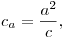 $c_a = \frac{a^2}{c},$